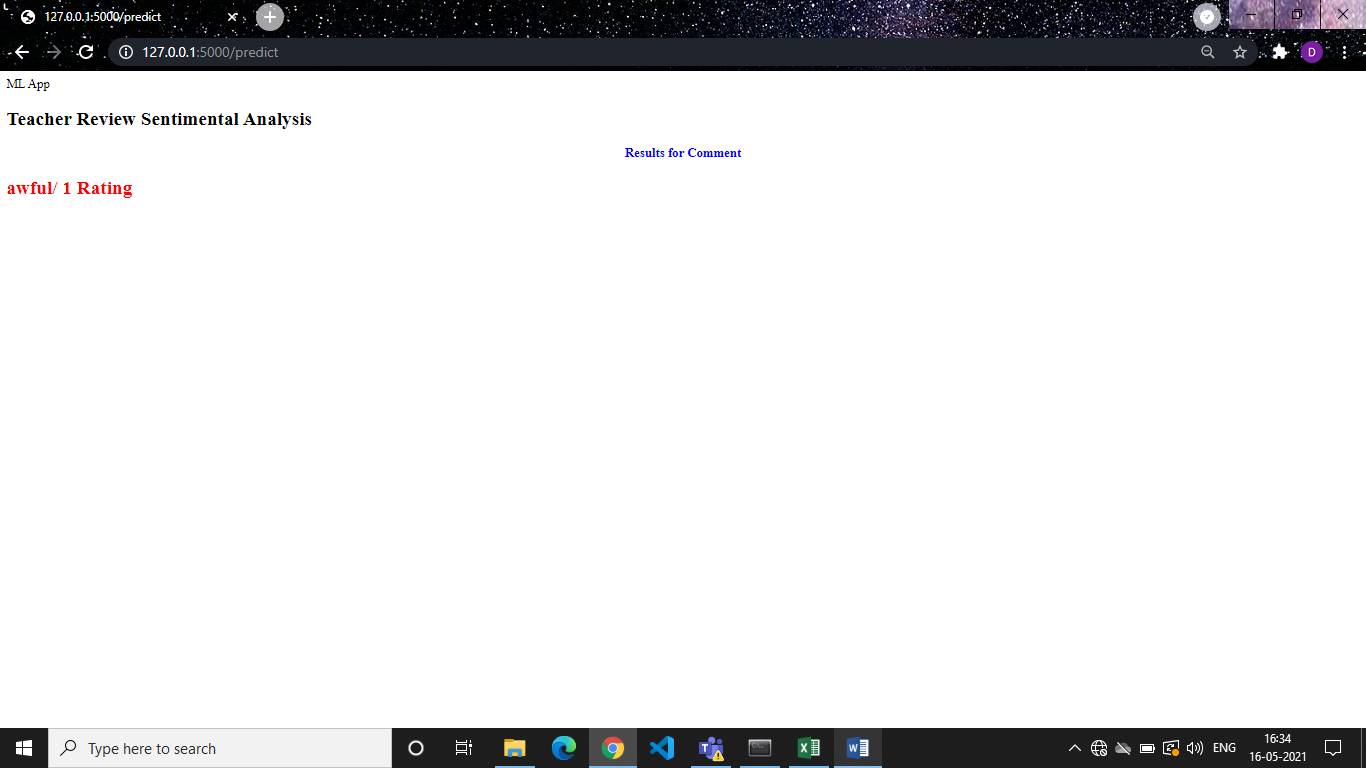 127.0.0.1:5000/predict
127.0.0.1:5000/predict
D
ML App
Teacher Review Sentimental Analysis
Results for Comment
awful/ 1 Rating
Type here to search
ENG
16:34
16-05-2021